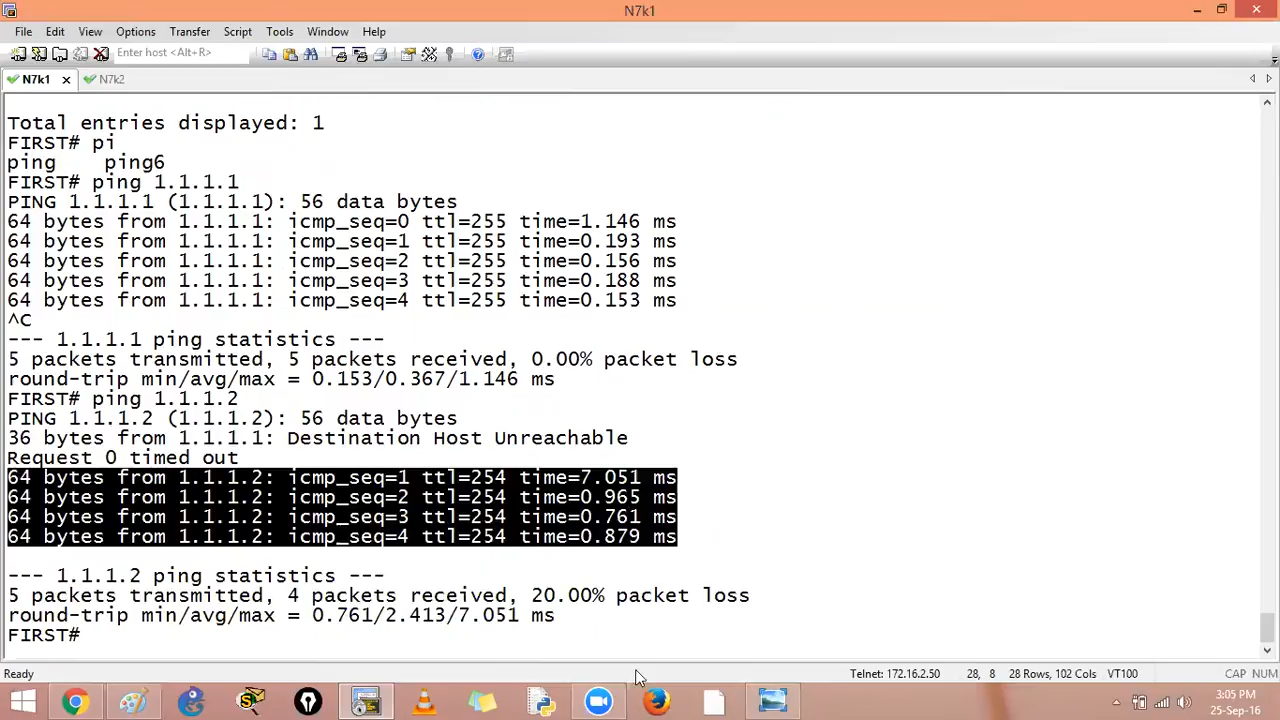 N7k1
File Edit View Options Transfer Script Tools Window Help
Enter host <Alt+R>
N7k1 N7k2
Total entries displayed: 1
FIRST# pi
ping ping6
FIRST# ping 1.1.1.1
PING 1.1.1.1 (1.1.1.1): 56 data bytes
64 bytes from 1.1.1.1: icmp_seq=0 ttl=255 time=1.146 ms
64 bytes from 1.1.1.1: icmp_seq=1 ttl=255 time=0.193 ms
64 bytes from 1.1.1.1: icmp_seq=2 ttl=255 time=0.156 ms
64 bytes from 1.1.1.1: icmp_seq=3 ttl=255 time=0.188 ms
64 bytes from 1.1.1.1: icmp_seq=4 ttl=255 time=0.153 ms
^C
--- 1.1.1.1 ping statistics ---
5 packets transmitted, 5 packets received, 0.00% packet loss
round-trip min/avg/max = 0.153/0.367/1.146 ms
FIRST# ping 1.1.1.2
PING 1.1.1.2 (1.1.1.2): 56 data bytes
36 bytes from 1.1.1.1: Destination Host Unreachable
Request 0 timed out
64 bytes from 1.1.1.2: icmp_seq=1 ttl=254 time=7.051 ms
64 bytes from 1.1.1.2: icmp_seq=2 ttl=254 time=0.965 ms
64 bytes from 1.1.1.2: icmp_seq=3 ttl=254 time=0.761 ms
64 bytes from 1.1.1.2: icmp_seq=4 ttl=254 time=0.879 ms
--- 1.1.1.2 ping statistics ---
5 packets transmitted, 4 packets received, 20.00% packet loss
round-trip min/avg/max = 0.761/2.413/7.051 ms
FIRST#
Ready Telnet: 172.16.2.50 28, 8 28 Rows, 102 Cols VT100 CAP NUM
3:05 PM
25-Sep-16